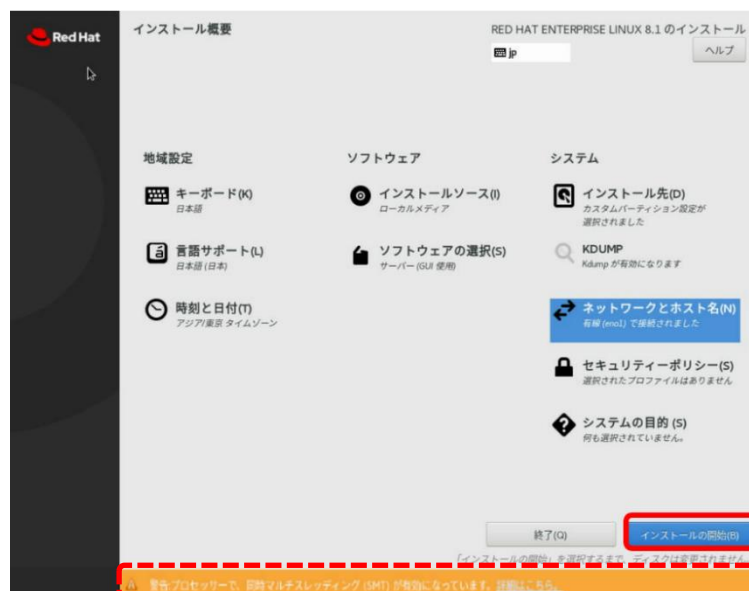 Red Hat
インストール概要
RED HAT ENTERPRISE LINUX 8.1 のインストール
jp
ヘルプ
地域設定
キーボード(K)
日本語
言語サポート(L)
日本語 (日本)
時刻と日付(T)
アジア/東京 タイムゾーン
ソフトウェア
インストールソース(I)
ローカルメディア
ソフトウェアの選択(S)
サーバー (GUI 使用)
システム
インストール先(D)
カスタムパーティション設定が
選択されました
KDUMP
Kdump が有効になります
ネットワークとホスト名(N)
有線 (eno1) で接続されました
セキュリティーポリシー(S)
選択されたプロファイルはありません
システムの目的 (S)
何も選択されていません。
終了(Q)
インストールの開始(B)
「インストールの開始」を選択するまで、ディスクは変更されません。
警告:プロセッサーで、同時マルチスレッディング (SMT) が有効になっています。詳細はこちら。